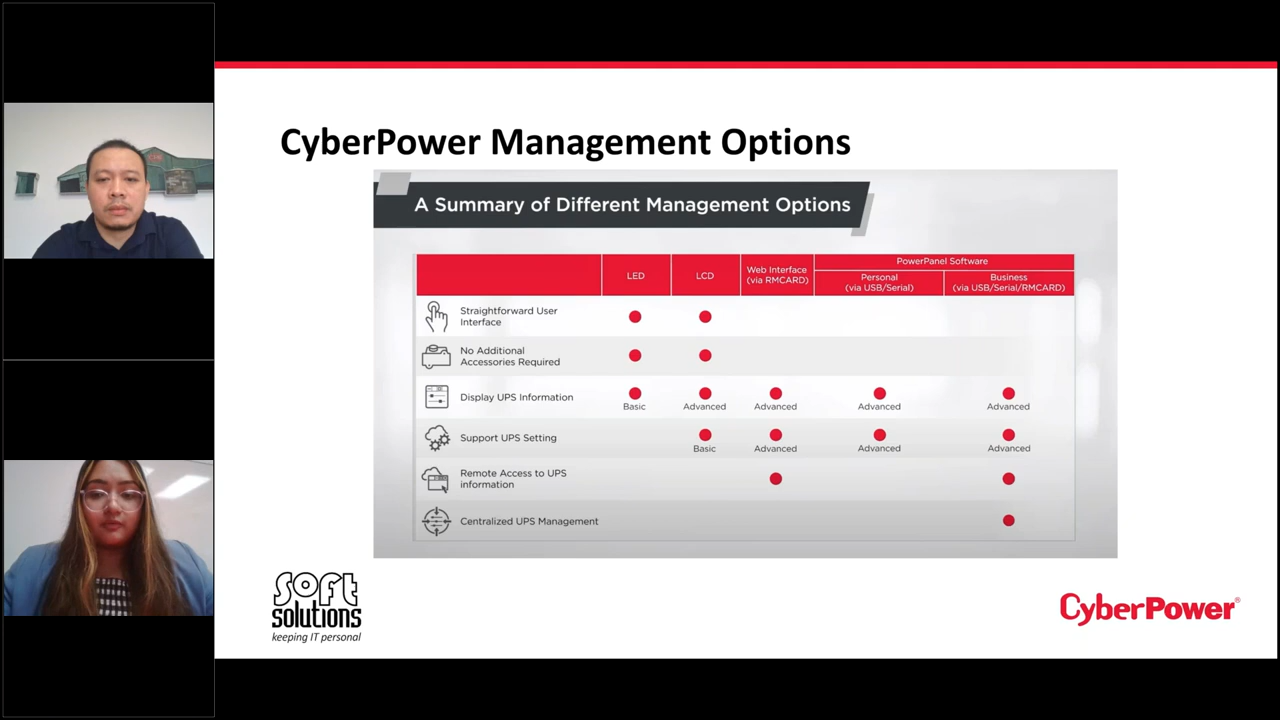 CyberPower Management Options
A Summary of Different Management Options
LED
LCD
Web Interface
(via RMCARD)
PowerPanel Software
Personal
(via USB/Serial)
Business
(via USB/Serial/RMCARD)
Straightforward User
Interface
No Additional
Accessories Required
Display UPS Information
Basic
Advanced
Advanced
Advanced
Advanced
Support UPS Setting
Basic
Advanced
Advanced
Advanced
Remote Access to UPS
information
Centralized UPS Management
soft
solutions
keeping IT personal
CyberPower®